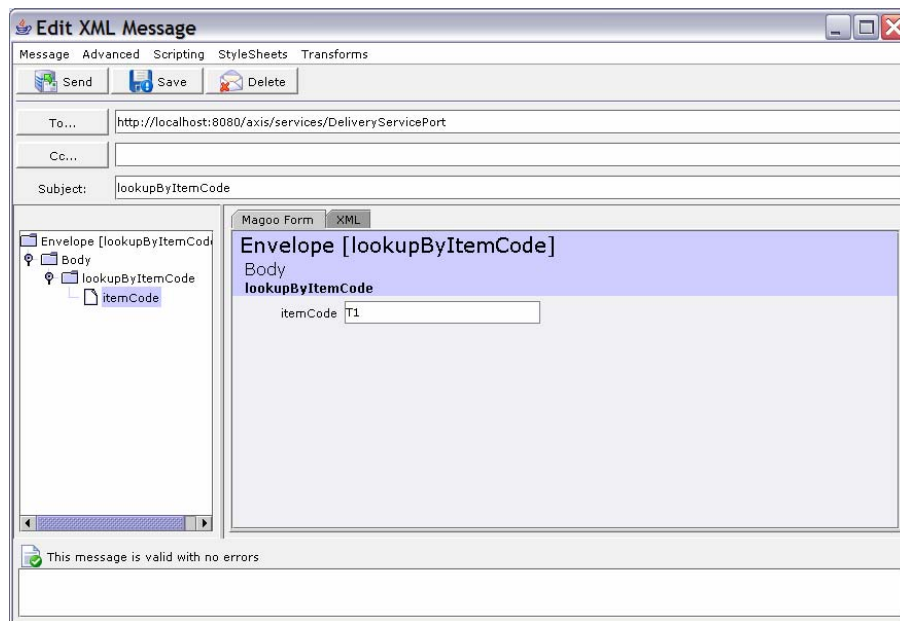 Edit XML Message
Message Advanced Scripting StyleSheets Transforms
Send Save Delete
To... http://localhost:8080/axis/services/DeliveryServicePort
Cc...
Subject: lookupByItemCode
Magoo Form XML
Envelope [lookupByItemCod
Body
lookupByItemCode
itemCode
Envelope [lookupByItemCode]
Body
lookupByItemCode
itemCode T1
This message is valid with no errors